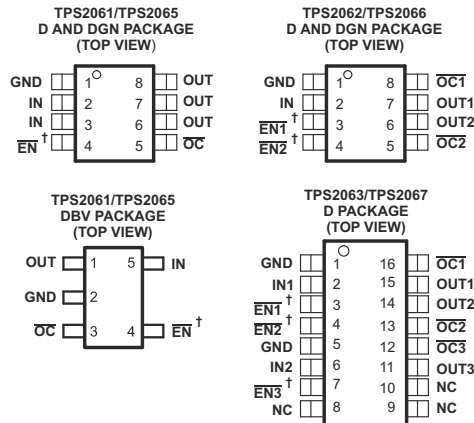 TPS2061/TPS2065
D AND DGN PACKAGE
(TOP VIEW)
GND 1 8 OUT
IN 2 7 OUT
IN 3 6 OUT
EN† 4 5 OC
TPS2062/TPS2066
D AND DGN PACKAGE
(TOP VIEW)
GND 1 8 OC1
IN 2 7 OUT1
EN1† 3 6 OUT2
EN2† 4 5 OC2
TPS2061/TPS2065
DBV PACKAGE
(TOP VIEW)
OUT 1 5 IN
GND 2
OC 3 4 EN†
TPS2063/TPS2067
D PACKAGE
(TOP VIEW)
GND 1 16 OC1
IN1 2 15 OUT1
EN1† 3 14 OUT2
EN2† 4 13 OC2
GND 5 12 OC3
IN2 6 11 OUT3
EN3† 7 10 NC
NC 8 9 NC